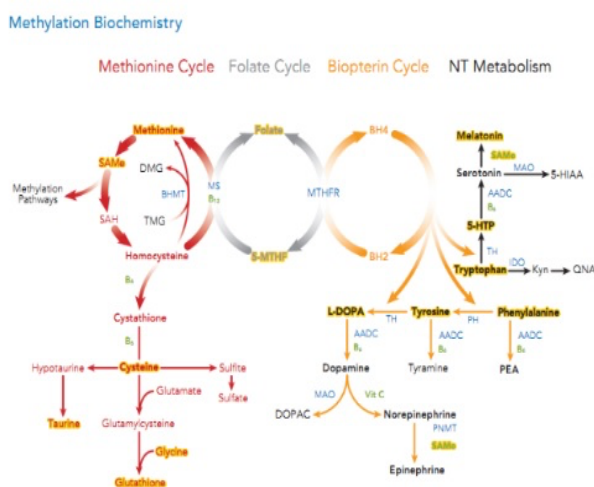 Methylation Biochemistry
Methionine Cycle Folate Cycle Biopterin Cycle NT Metabolism
Methionine
Folate
BH4
Melatonin
SAMe
SAMe
DMG
MS
B₁₂
BHMT
MTHFR
Serotonin
MAO
5-HIAA
Methylation
Pathways
AADC
B₆
SAH
TMG
5-HTP
TH
Homocysteine
5-MTHF
BH2
Tryptophan
IDO
Kyn
QNA
B₆
Cystathione
L-DOPA
TH
Tyrosine
PH
Phenylalanine
B₆
AADC
B₆
AADC
B₆
AADC
B₆
Hypotaurine
Cysteine
Sulfite
Dopamine
Tyramine
PEA
Glutamate
Sulfate
MAO
Vit C
Taurine
Glutamylcysteine
DOPAC
Norepinephrine
PNMT
SAMe
Glycine
Glutathione
Epinephrine